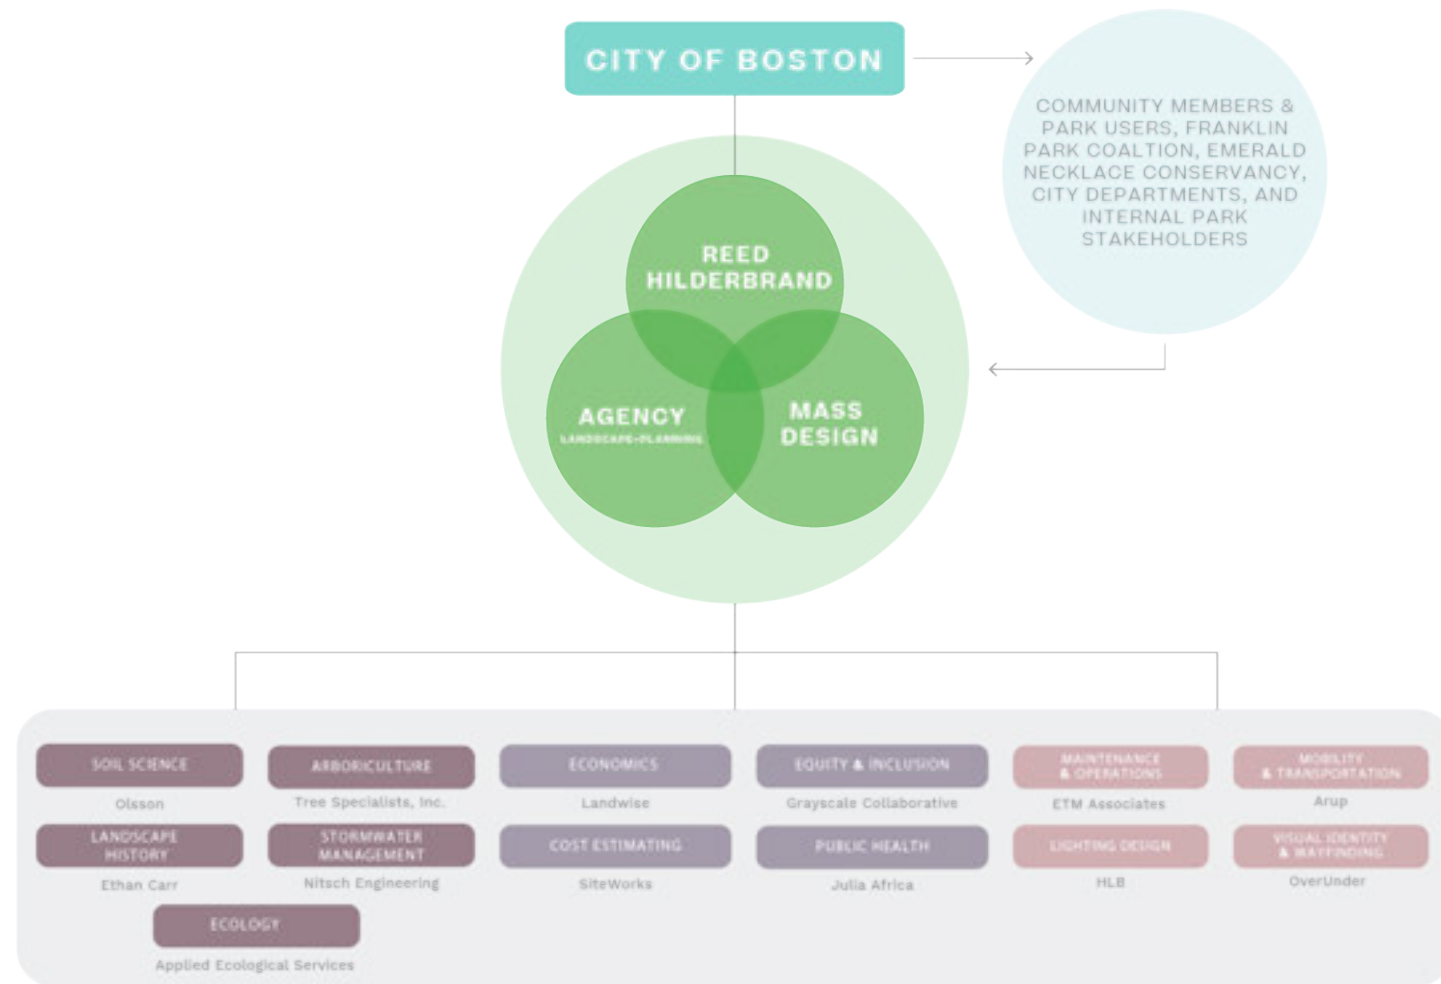 CITY OF BOSTON
COMMUNITY MEMBERS &
PARK USERS, FRANKLIN
PARK COALTION, EMERALD
NECKLACE CONSERVANCY,
CITY DEPARTMENTS, AND
INTERNAL PARK
STAKEHOLDERS
REED
HILDERBRAND
AGENCY
LANDSCAPE+PLANNING
MASS
DESIGN
SOIL SCIENCE
Olsson
ARBORICULTURE
Tree Specialists, Inc.
ECONOMICS
Landwise
EQUITY & INCLUSION
Grayscale Collaborative
MAINTENANCE
& OPERATIONS
ETM Associates
MOBILITY
& TRANSPORTATION
Arup
LANDSCAPE
HISTORY
Ethan Carr
STORMWATER
MANAGEMENT
Nitsch Engineering
COST ESTIMATING
SiteWorks
PUBLIC HEALTH
Julia Africa
LIGHTING DESIGN
HLB
VISUAL IDENTITY
& WAYFINDING
OverUnder
ECOLOGY
Applied Ecological Services